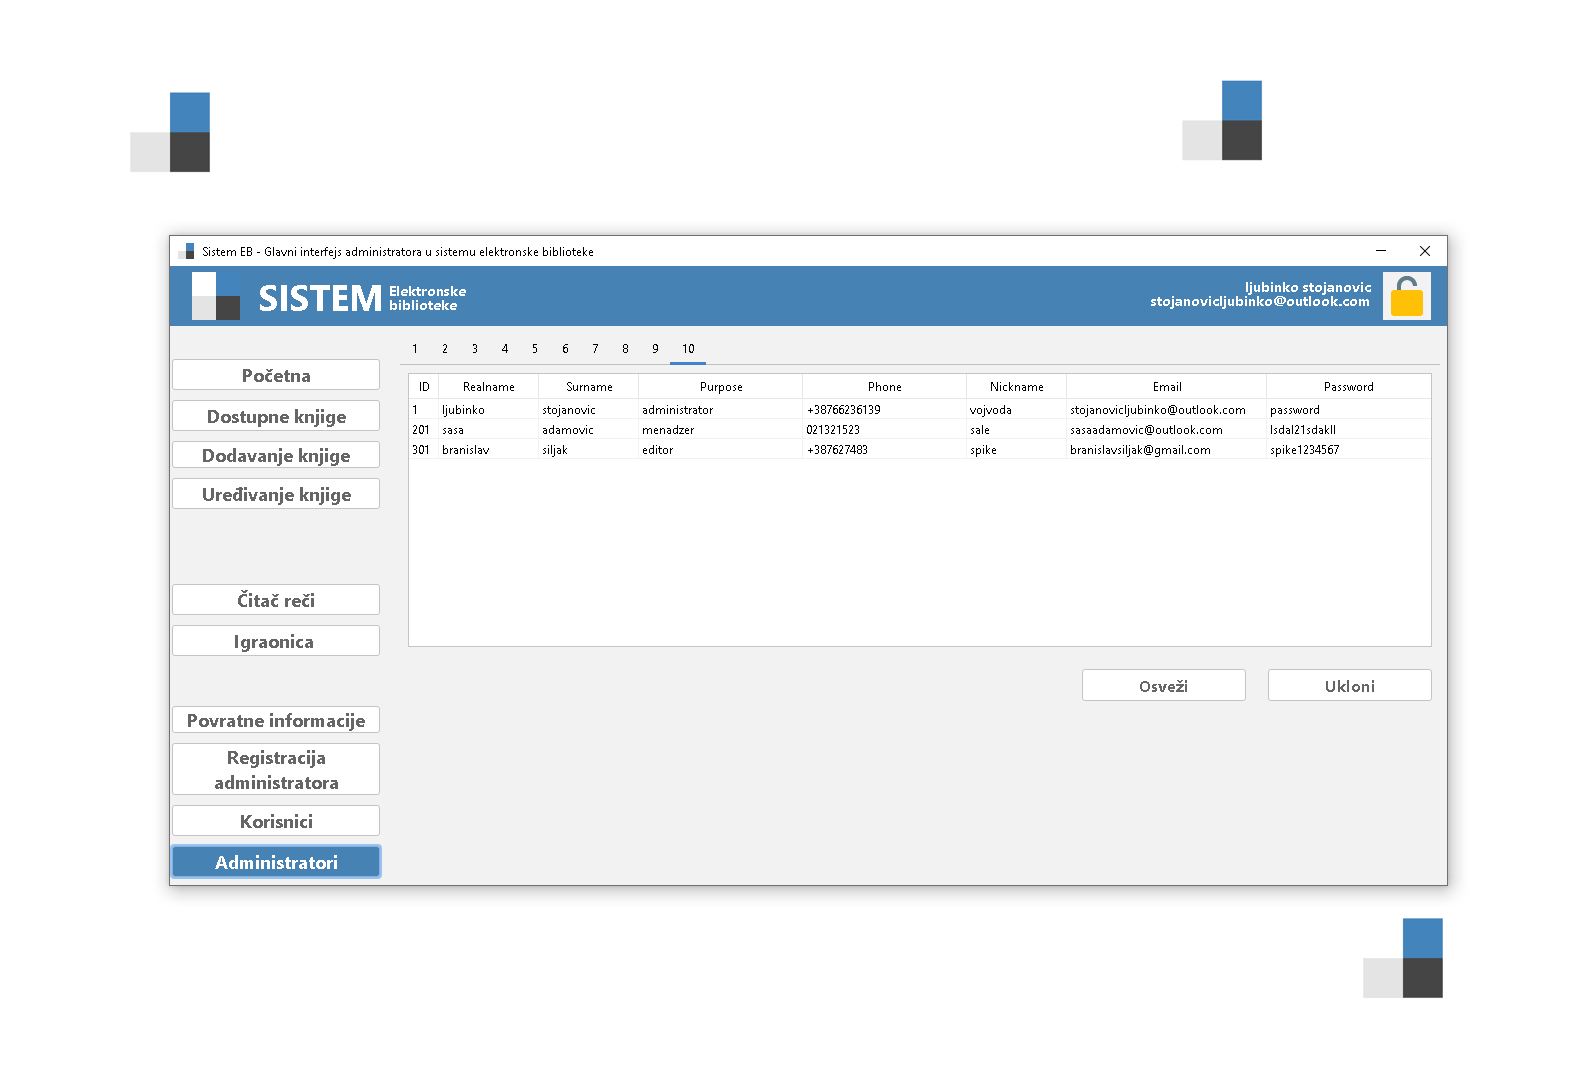 Sistem EB - Glavni interfejs administratora u sistemu elektronske biblioteke
SISTEM Elektronske
biblioteke
ljubinko stojanovic
stojanovicljubinko@outlook.com
Početna
Dostupne knjige
Dodavanje knjige
Uređivanje knjige
Čitač reči
Igraonica
Povratne informacije
Registracija
administratora
Korisnici
Administratori
1 2 3 4 5 6 7 8 9 10
ID Realname Surname Purpose Phone Nickname Email Password
1 ljubinko stojanovic administrator +38766236139 vojvoda stojanovicljubinko@outlook.com password
201 sasa adamovic menadzer 021321523 sale sasaadamovic@outlook.com lsdal21sdakll
301 branislav siljak editor +387627483 spike branislavsiljak@gmail.com spike1234567
Osveži Ukloni